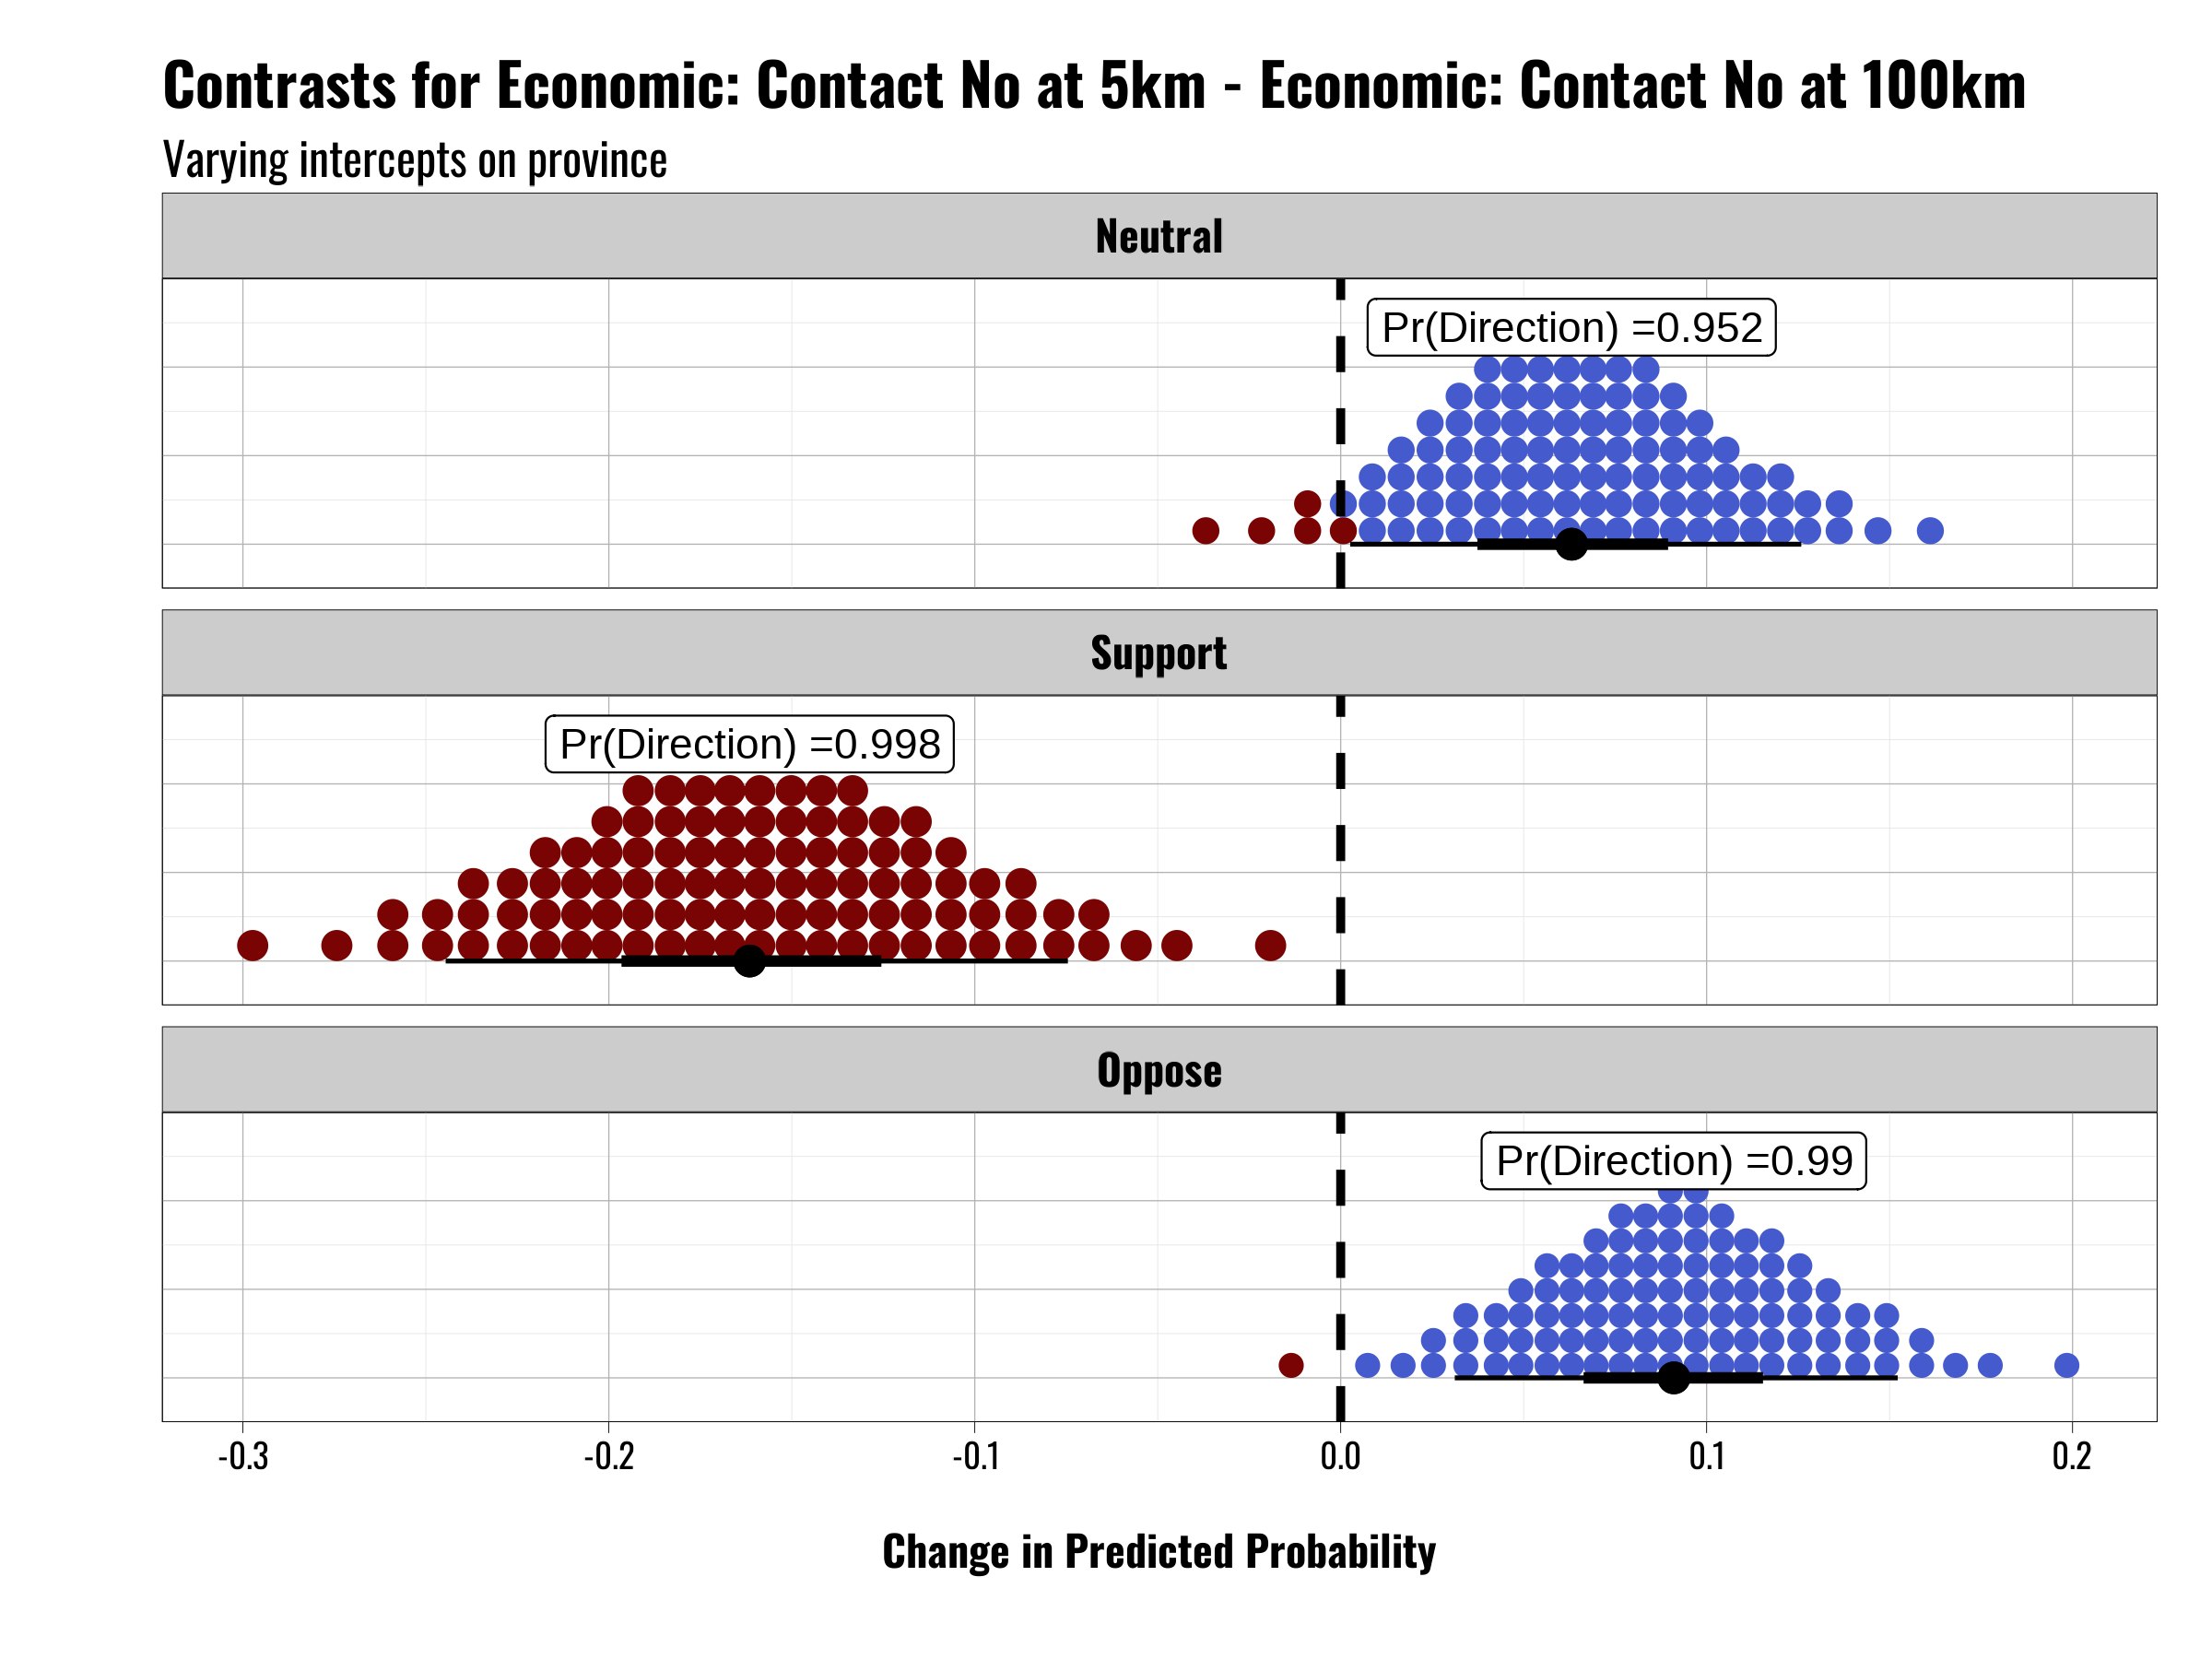 Contrasts for Economic: Contact No at 5km - Economic: Contact No at 100km
Varying intercepts on province
Neutral
Pr(Direction) =0.952
Support
Pr(Direction) =0.998
Oppose
Pr(Direction) =0.99
-0.3 -0.2 -0.1 0.0 0.1 0.2
Change in Predicted Probability